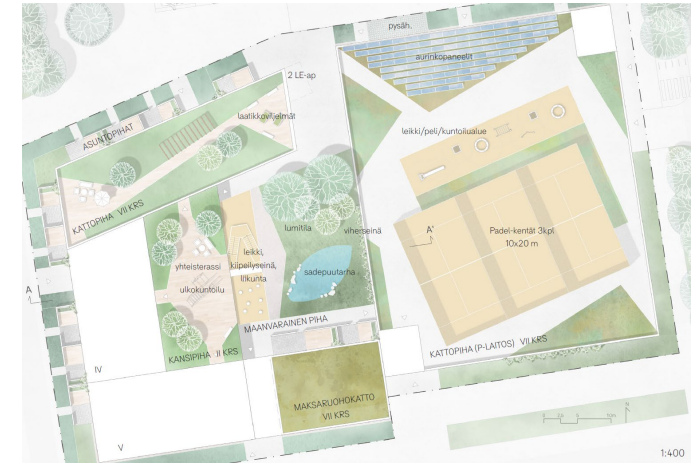 pysäh.
aurinkopaneelit
2 LE-ap
laatikkoviljelmät
ASUNTOPIHAT
leikki/peli/kuntoilualue
KATTOPIHA VII KRS
lumitila
viherseinä
A'
Padel-kentät 3kpl
10x20 m
leikki,
kiipeilyseinä,
liikunta
yhteisterassi
ulkokuntoilu
sadepuutarha
A
MAANVARAINEN PIHA
KANSIPIHA II KRS
KATTOPIHA (P-LAITOS) VII KRS
IV
MAKSARUOHOKATTO
VII KRS
V
1:400